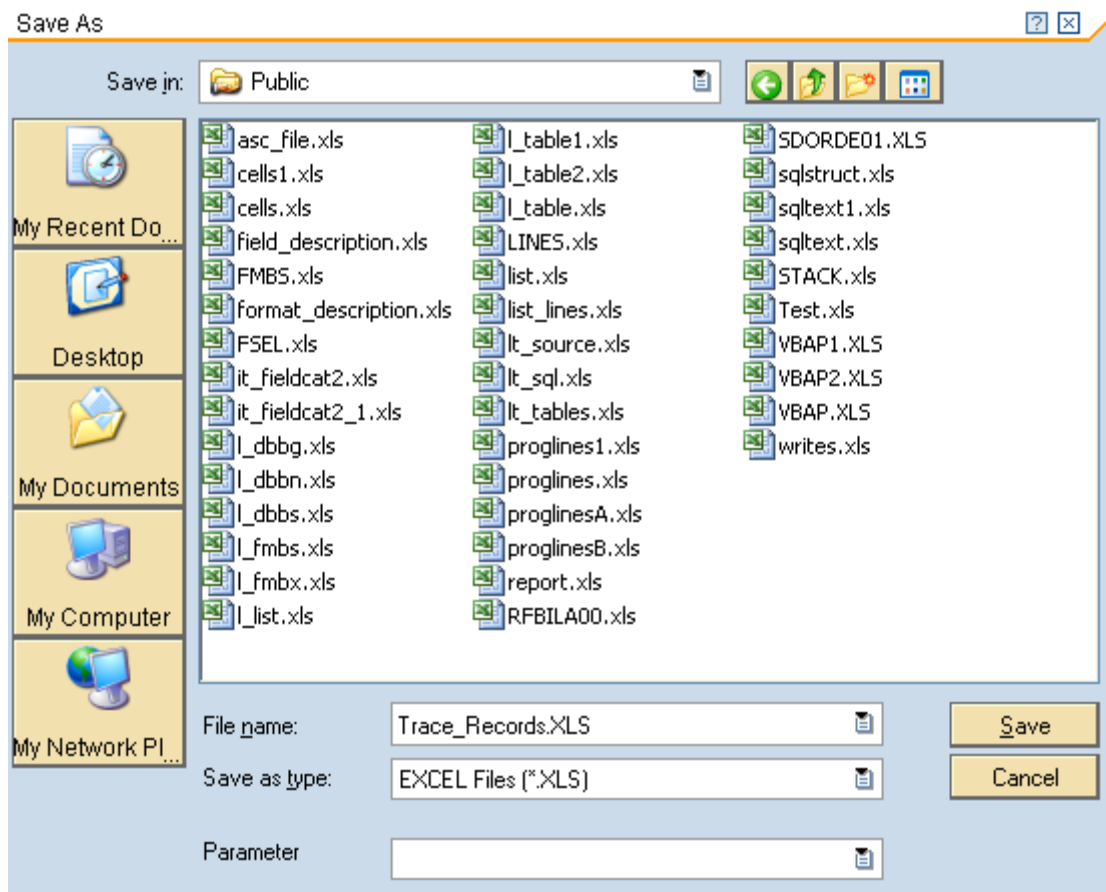 Save As
Save in: Public
My Recent Do...
Desktop
My Documents
My Computer
My Network Pl...
asc_file.xls
cells1.xls
cells.xls
field_description.xls
FMBS.xls
format_description.xls
FSEL.xls
it_fieldcat2.xls
it_fieldcat2_1.xls
l_dbbg.xls
l_dbbn.xls
l_dbbs.xls
l_fmbs.xls
l_fmbx.xls
l_list.xls
l_table1.xls
l_table2.xls
l_table.xls
LINES.xls
list.xls
list_lines.xls
lt_source.xls
lt_sql.xls
lt_tables.xls
proglines1.xls
proglines.xls
proglinesA.xls
proglinesB.xls
report.xls
RFBILA00.xls
SDORDE01.XLS
sqlstruct.xls
sqltext1.xls
sqltext.xls
STACK.xls
Test.xls
VBAP1.XLS
VBAP2.XLS
VBAP.XLS
writes.xls
File name: Trace_Records.XLS Save
Save as type: EXCEL Files (*.XLS) Cancel
Parameter